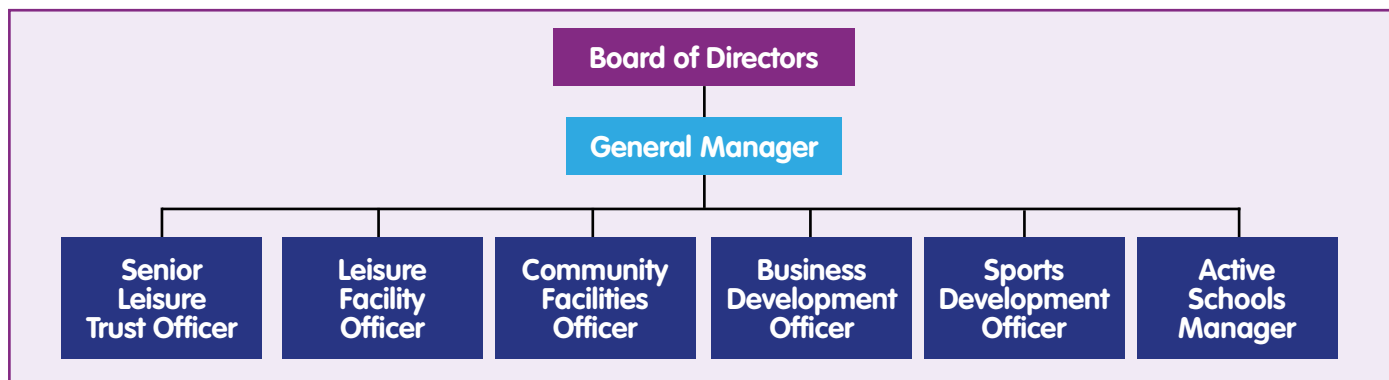 Board of Directors
General Manager
Senior
Leisure
Trust Officer
Leisure
Facility
Officer
Community
Facilities
Officer
Business
Development
Officer
Sports
Development
Officer
Active
Schools
Manager